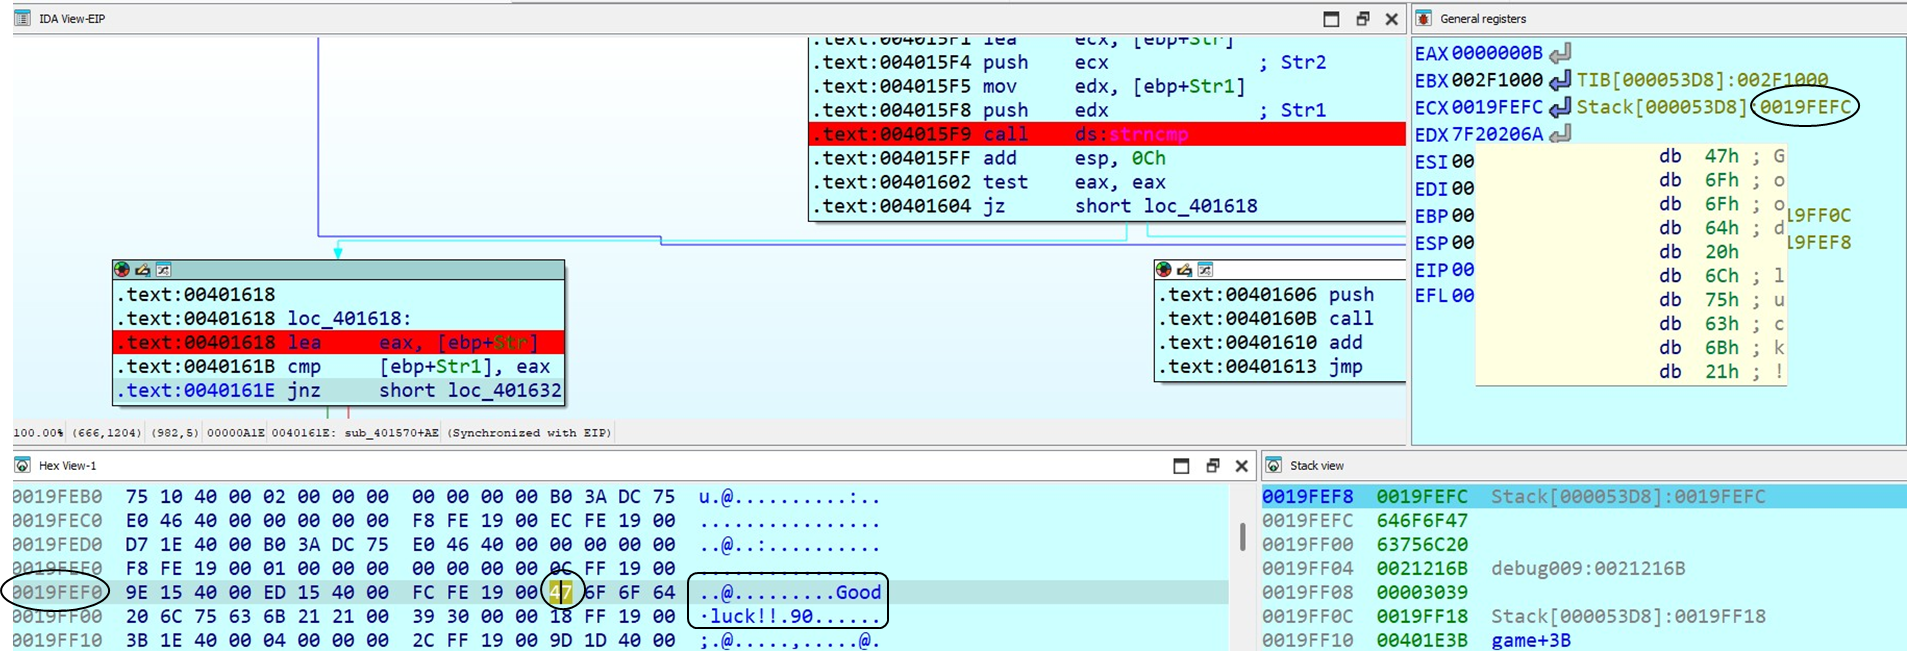 IDA View-EIP
.text:004015F1 lea ecx, [ebp+Str]
.text:004015F4 push ecx ; Str2
.text:004015F5 mov edx, [ebp+Str1]
.text:004015F8 push edx ; Str1
.text:004015F9 call ds:strncmp
.text:004015FF add esp, 0Ch
.text:00401602 test eax, eax
.text:00401604 jz short loc_401618
.text:00401618
.text:00401618 loc_401618:
.text:00401618 lea eax, [ebp+Str]
.text:0040161B cmp [ebp+Str1], eax
.text:0040161E jnz short loc_401632
.text:00401606 push
.text:0040160B call
.text:00401610 add
.text:00401613 jmp
100.00% (666,1204) (982,5) 00000A1E 0040161E: sub_401570+AE (Synchronized with EIP)
General registers
EAX 0000000B
EBX 002F1000 TIB[000053D8]:002F1000
ECX 0019FEFC Stack[000053D8]:0019FEFC
EDX 7F20206A
ESI 00
EDI 00
EBP 00 19FF0C
ESP 00 19FEF8
EIP 00
EFL 00
db 47h ; G
db 6Fh ; o
db 6Fh ; o
db 64h ; d
db 20h
db 6Ch ; l
db 75h ; u
db 63h ; c
db 6Bh ; k
db 21h ; !
Hex View-1
0019FEB0 75 10 40 00 02 00 00 00 00 00 00 00 B0 3A DC 75 u.@..........:..
0019FEC0 E0 46 40 00 00 00 00 00 F8 FE 19 00 EC FE 19 00 ................
0019FED0 D7 1E 40 00 B0 3A DC 75 E0 46 40 00 00 00 00 00 ..@..:..........
0019FEE0 F8 FE 19 00 01 00 00 00 00 00 00 00 0C FF 19 00 ................
0019FEF0 9E 15 40 00 ED 15 40 00 FC FE 19 00 47 6F 6F 64 ..@.........Good
0019FF00 20 6C 75 63 6B 21 21 00 39 30 00 00 18 FF 19 00 ·luck!!.90......
0019FF10 3B 1E 40 00 04 00 00 00 2C FF 19 00 9D 1D 40 00 ;.@.....,.....@.
Stack view
0019FEF8 0019FEFC Stack[000053D8]:0019FEFC
0019FEFC 646F6F47
0019FF00 63756C20
0019FF04 0021216B debug009:0021216B
0019FF08 00003039
0019FF0C 0019FF18 Stack[000053D8]:0019FF18
0019FF10 00401E3B game+3B